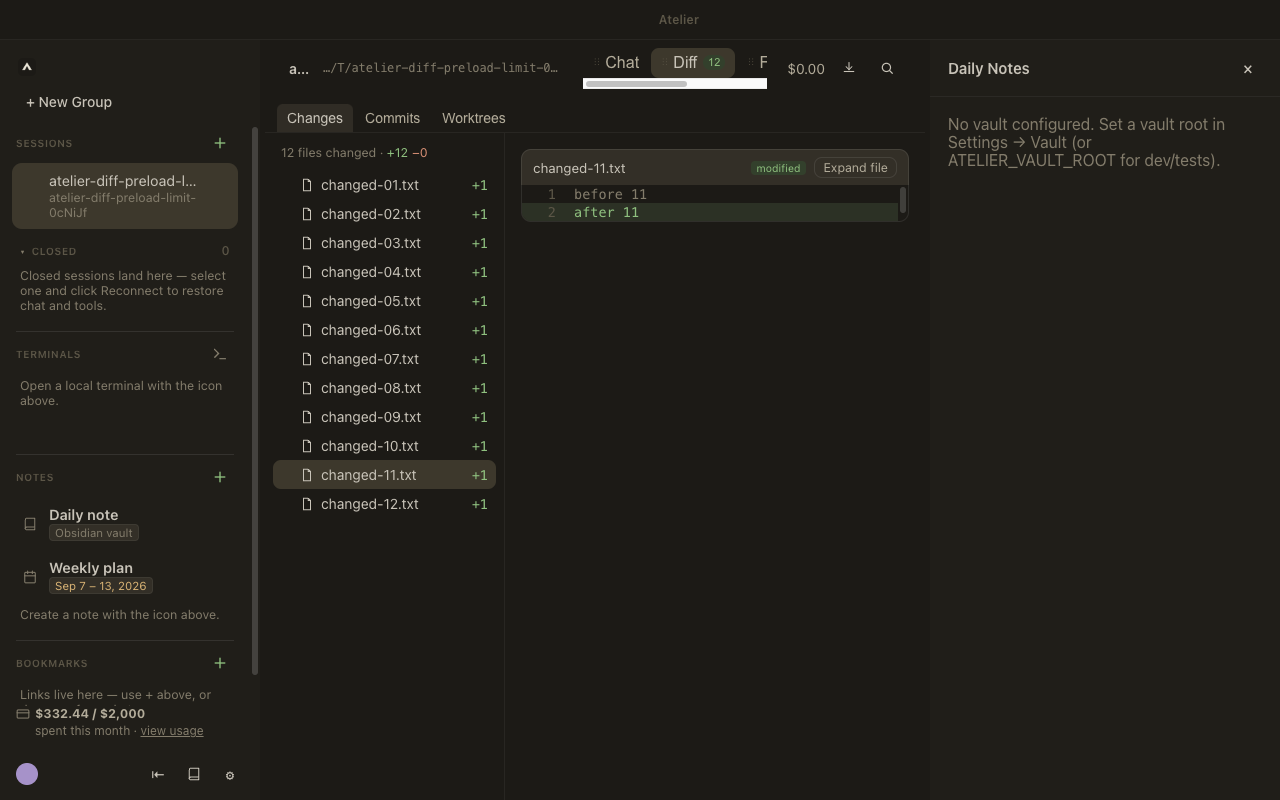 Atelier
+ New Group
SESSIONS
atelier-diff-preload-l...
atelier-diff-preload-limit-
0cNiJf
CLOSED 0
Closed sessions land here — select
one and click Reconnect to restore
chat and tools.
TERMINALS
Open a local terminal with the icon
above.
NOTES
Daily note
Obsidian vault
Weekly plan
Sep 7 – 13, 2026
Create a note with the icon above.
BOOKMARKS
Links live here — use + above, or
$332.44 / $2,000
spent this month · view usage
a... …/T/atelier-diff-preload-limit-0…
Chat
Diff 12
F
$0.00
Changes Commits Worktrees
12 files changed · +12 −0
changed-01.txt +1
changed-02.txt +1
changed-03.txt +1
changed-04.txt +1
changed-05.txt +1
changed-06.txt +1
changed-07.txt +1
changed-08.txt +1
changed-09.txt +1
changed-10.txt +1
changed-11.txt +1
changed-12.txt +1
changed-11.txt modified Expand file
1 before 11
2 after 11
Daily Notes ×
No vault configured. Set a vault root in
Settings → Vault (or
ATELIER_VAULT_ROOT for dev/tests).